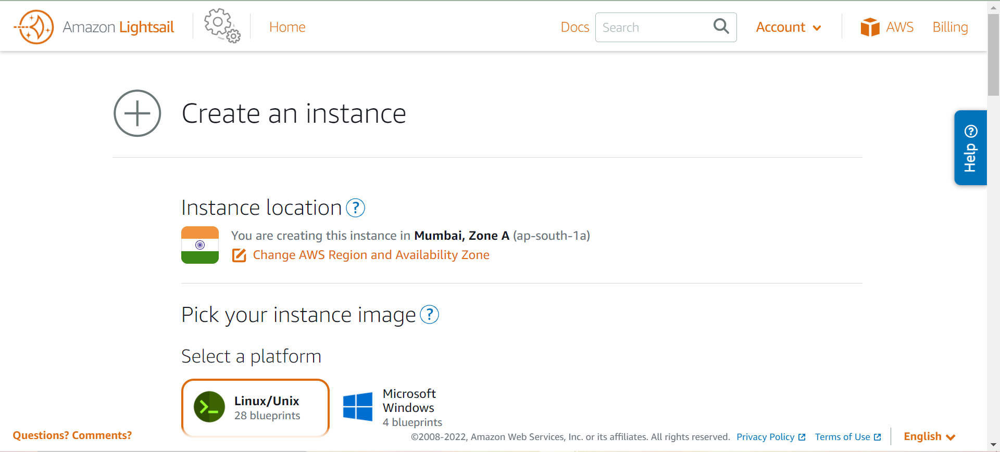 Amazon Lightsail
Home
Docs
Search
Account
AWS
Billing
Create an instance
Help ?
Instance location ?
You are creating this instance in Mumbai, Zone A (ap-south-1a)
Change AWS Region and Availability Zone
Pick your instance image ?
Select a platform
Linux/Unix
28 blueprints
Microsoft
Windows
4 blueprints
Questions? Comments?
©2008-2022, Amazon Web Services, Inc. or its affiliates. All rights reserved.
Privacy Policy
Terms of Use
English